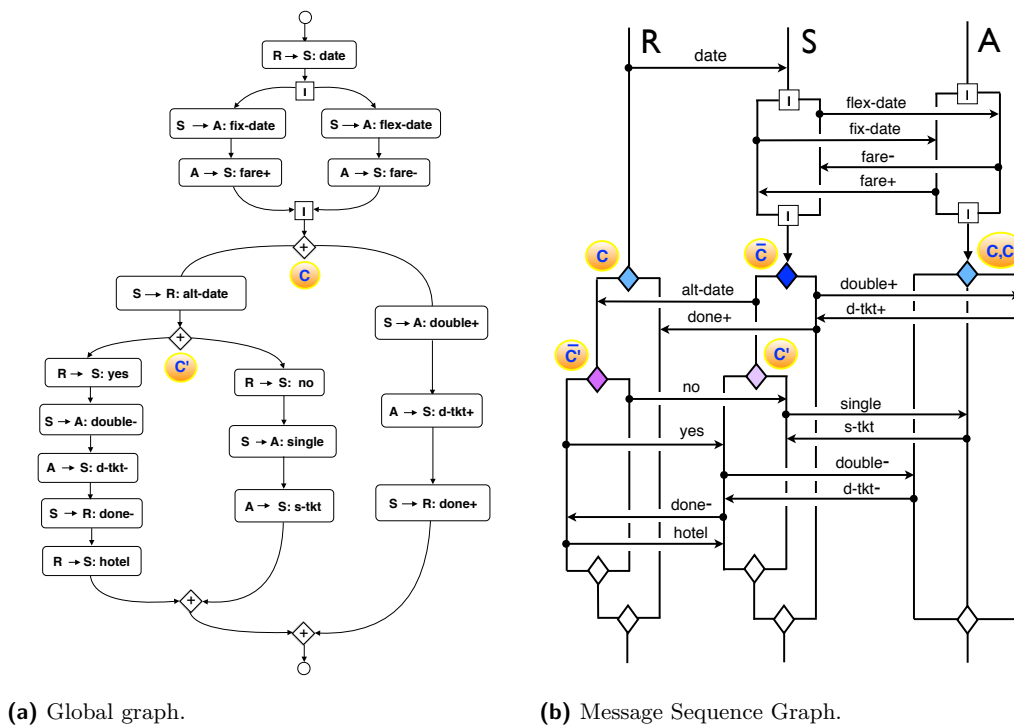 R → S: date
I
S → A: fix-date
S → A: flex-date
A → S: fare+
A → S: fare-
I
+
C
S → R: alt-date
S → A: double+
+
C'
R → S: yes
R → S: no
S → A: double-
A → S: d-tkt+
S → A: single
A → S: d-tkt-
S → R: done-
A → S: s-tkt
S → R: done+
R → S: hotel
+
+
(a) Global graph.
R
S
A
date
I
I
flex-date
fix-date
fare-
fare+
I
I
C
C̄
C,C
alt-date
double+
d-tkt+
done+
C̄'
C'
no
single
s-tkt
yes
double-
d-tkt-
done-
hotel
(b) Message Sequence Graph.